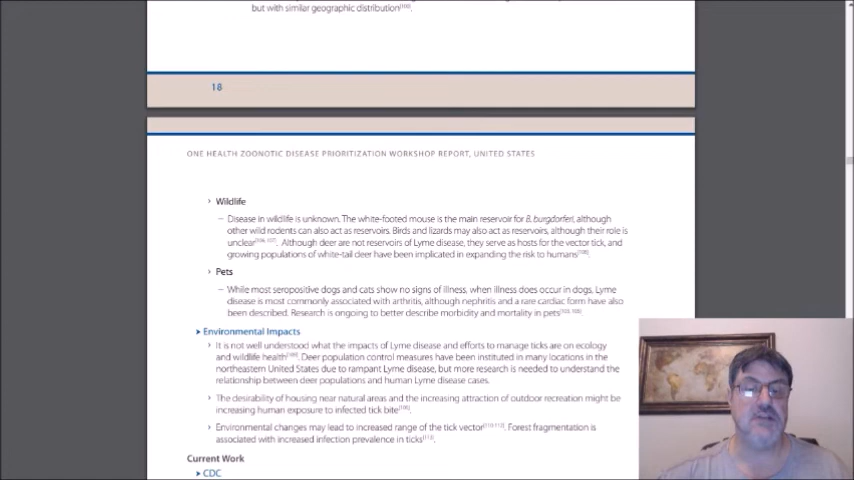 but with similar geographic distribution[100].
18
ONE HEALTH ZOONOTIC DISEASE PRIORITIZATION WORKSHOP REPORT, UNITED STATES
› Wildlife
– Disease in wildlife is unknown. The white-footed mouse is the main reservoir for B. burgdorferi, although
other wild rodents can also act as reservoirs. Birds and lizards may also act as reservoirs, although their role is
unclear[106, 107]. Although deer are not reservoirs of Lyme disease, they serve as hosts for the vector tick, and
growing populations of white-tail deer have been implicated in expanding the risk to humans[108].
› Pets
– While most seropositive dogs and cats show no signs of illness, when illness does occur in dogs, Lyme
disease is most commonly associated with arthritis, although nephritis and a rare cardiac form have also
been described. Research is ongoing to better describe morbidity and mortality in pets
➤ Environmental Impacts
› It is not well understood what the impacts of Lyme disease and efforts to manage ticks are on ecology
and wildlife health[109]. Deer population control measures have been instituted in many locations in the
northeastern United States due to rampant Lyme disease, but more research is needed to understand the
relationship between deer populations and human Lyme disease cases.
› The desirability of housing near natural areas and the increasing attraction of outdoor recreation might be
increasing human exposure to infected tick bite
› Environmental changes may lead to increased range of the tick vector[110-112]. Forest fragmentation is
associated with increased infection prevalence in ticks[113].
Current Work
➤ CDC